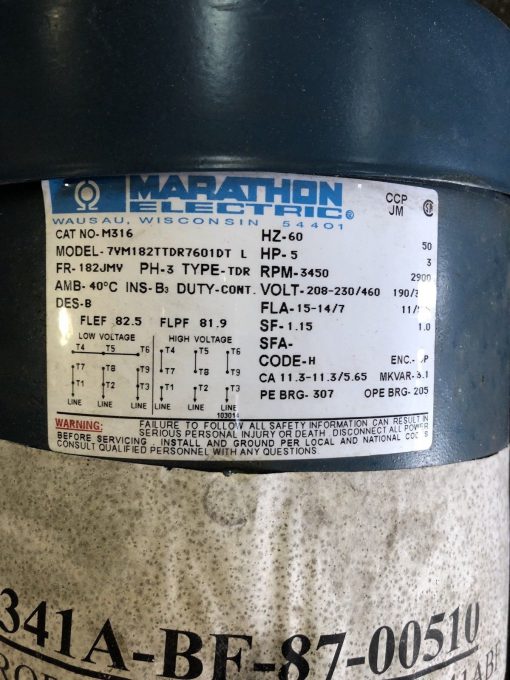 MARATHON
ELECTRIC®
WAUSAU, WISCONSIN 54401
CCP
JM
CAT NO-M316
MODEL-7VM182TTDR7601DT L
FR-182JMV PH-3 TYPE-TDR
AMB-40°C INS-B3 DUTY-CONT.
DES-B
FLEF 82.5 FLPF 81.9
LOW VOLTAGE HIGH VOLTAGE
T4 T5 T6 T4 T5 T6
T7 T8 T9 T7 T8 T9
T1 T2 T3 T1 T2 T3
LINE LINE LINE LINE
103014
HZ-60 50
HP-5 3
RPM-3450 2900
VOLT-208-230/460 190/
FLA-15-14/7 11/
SF-1.15 1.0
SFA-
CODE-H ENC.-
CA 11.3-11.3/5.65 MKVAR-
PE BRG- 307 OPE BRG- 205
WARNING: FAILURE TO FOLLOW ALL SAFETY INFORMATION CAN RESULT IN
SERIOUS PERSONAL INJURY OR DEATH. DISCONNECT ALL POWER
BEFORE SERVICING. INSTALL AND GROUND PER LOCAL AND NATIONAL CODES
CONSULT QUALIFIED PERSONNEL WITH ANY QUESTIONS.
341A-BF-87-00510